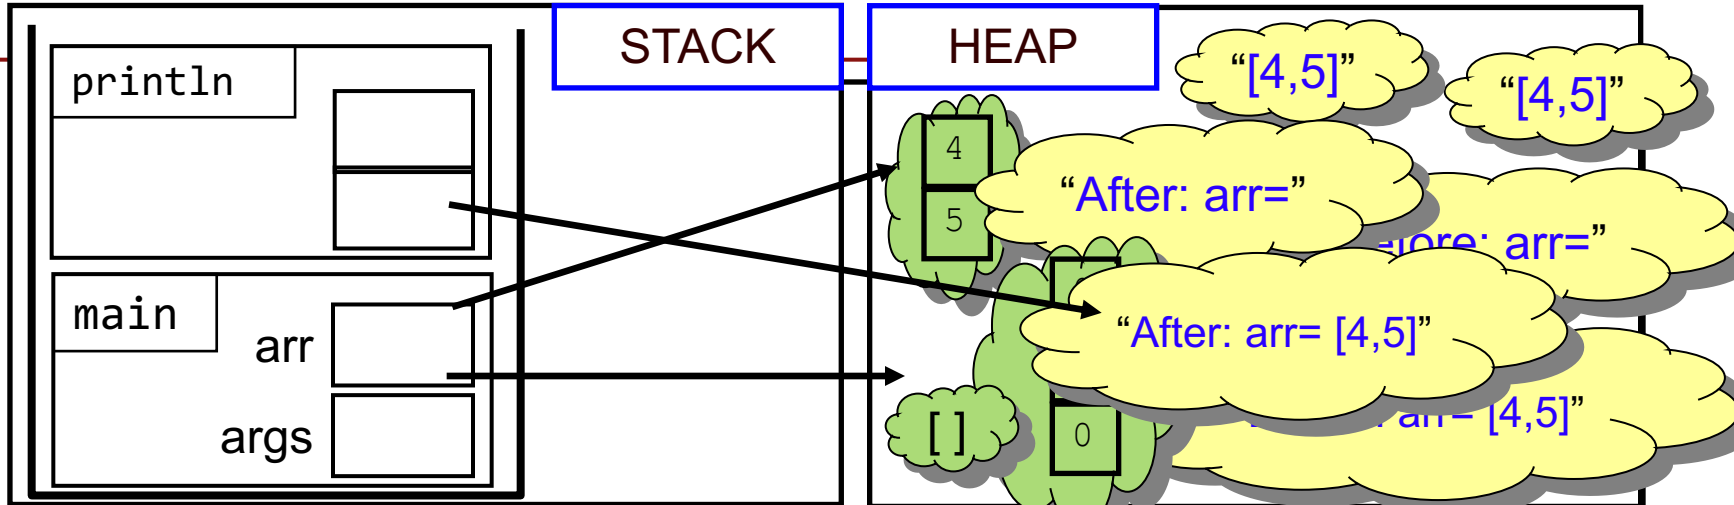 STACK
HEAP
println
main
arr
args
“[4,5]”
“[4,5]”
4
5
“After: arr=”
arr=”
“After: arr= [4,5]”
arr= [4,5]”
[]
0